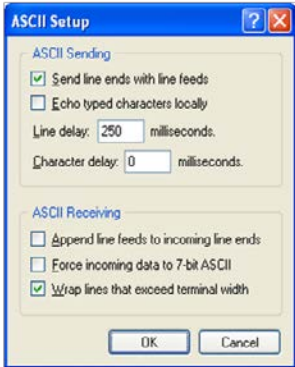 ASCII Setup
ASCII Sending
Send line ends with line feeds
Echo typed characters locally
Line delay: 250 milliseconds.
Character delay: 0 milliseconds.
ASCII Receiving
Append line feeds to incoming line ends
Force incoming data to 7-bit ASCII
Wrap lines that exceed terminal width
OK Cancel